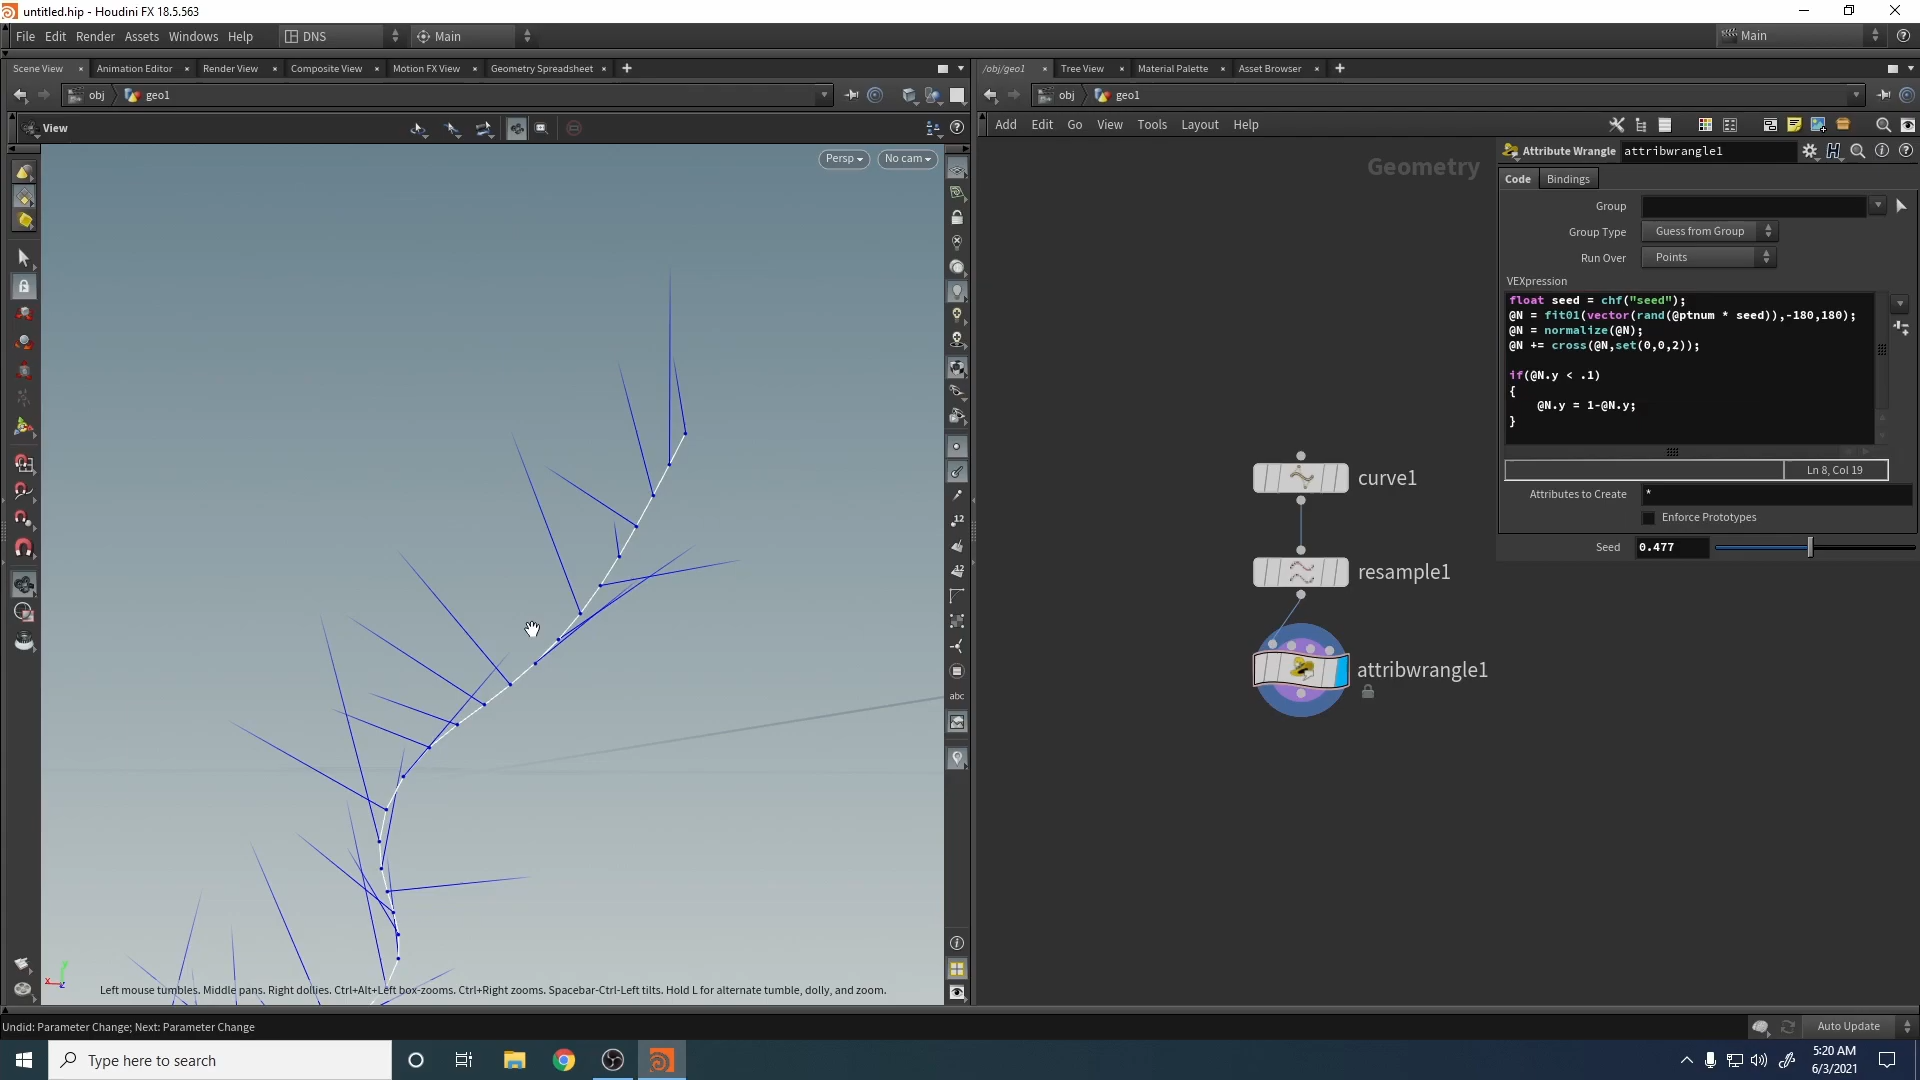 untitled.hip - Houdini FX 18.5.563
File Edit Render Assets Windows Help DNS Main Main
Scene View Animation Editor Render View Composite View Motion FX View Geometry Spreadsheet
/obj/geo1 Tree View Material Palette Asset Browser
obj geo1
obj geo1
View
Add Edit Go View Tools Layout Help
Persp No cam
Geometry
Attribute Wrangle attribwrangle1
Code Bindings
Group
Group Type Guess from Group
Run Over Points
VEXpression
float seed = chf("seed");
@N = fit01(vector(rand(@ptnum * seed)),-180,180);
@N = normalize(@N);
@N += cross(@N,set(0,0,2));
if(@N.y < .1)
{
@N.y = 1-@N.y;
}
Ln 8, Col 19
Attributes to Create *
Enforce Prototypes
Seed 0.477
curve1
resample1
attribwrangle1
12
12
abc
x y z
Left mouse tumbles. Middle pans. Right dollies. Ctrl+Alt+Left box-zooms. Ctrl+Right zooms. Spacebar-Ctrl-Left tilts. Hold L for alternate tumble, dolly, and zoom.
Undid: Parameter Change; Next: Parameter Change
Auto Update
Type here to search
5:20 AM
6/3/2021